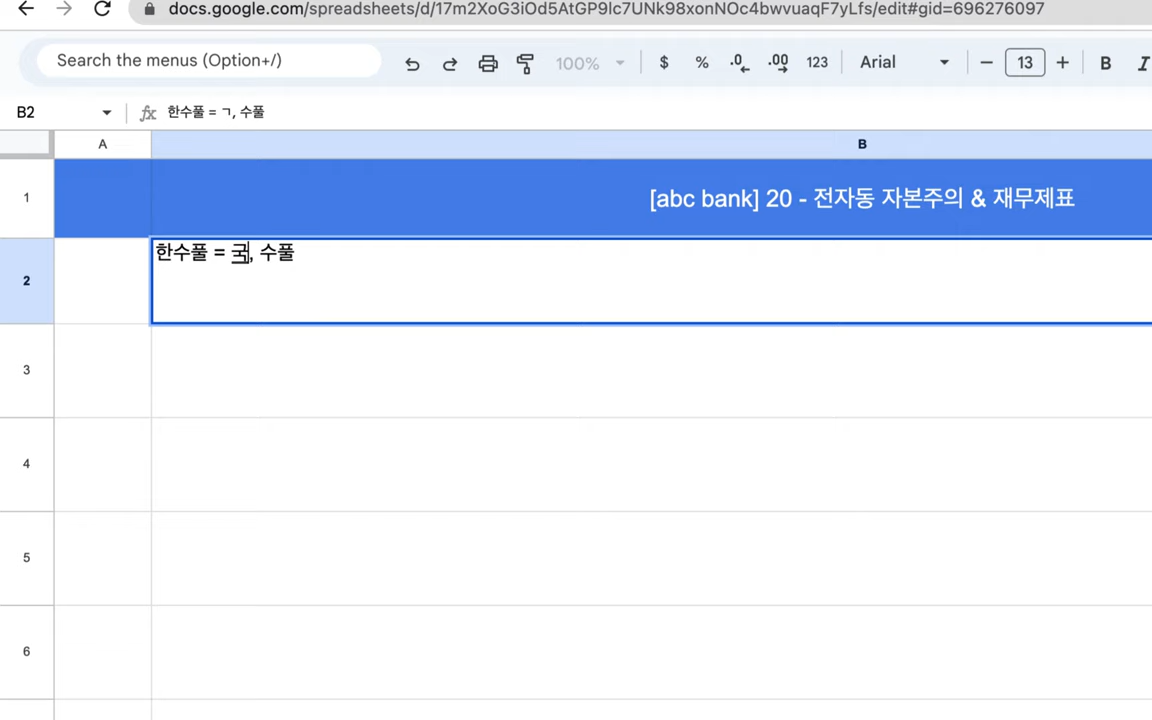 docs.google.com/spreadsheets/d/17m2XoG3iOd5AtGP9lc7UNk98xonNOc4bwvuaqF7yLfs/edit#gid=696276097
Search the menus (Option+/) 100% $ % .0 .00 123 Arial - 13 + B I
B2 fx 한수풀 = ㄱ, 수풀
A B
1 [abc bank] 20 - 전자동 자본주의 & 재무제표
2 한수풀 = 국, 수풀
3
4
5
6